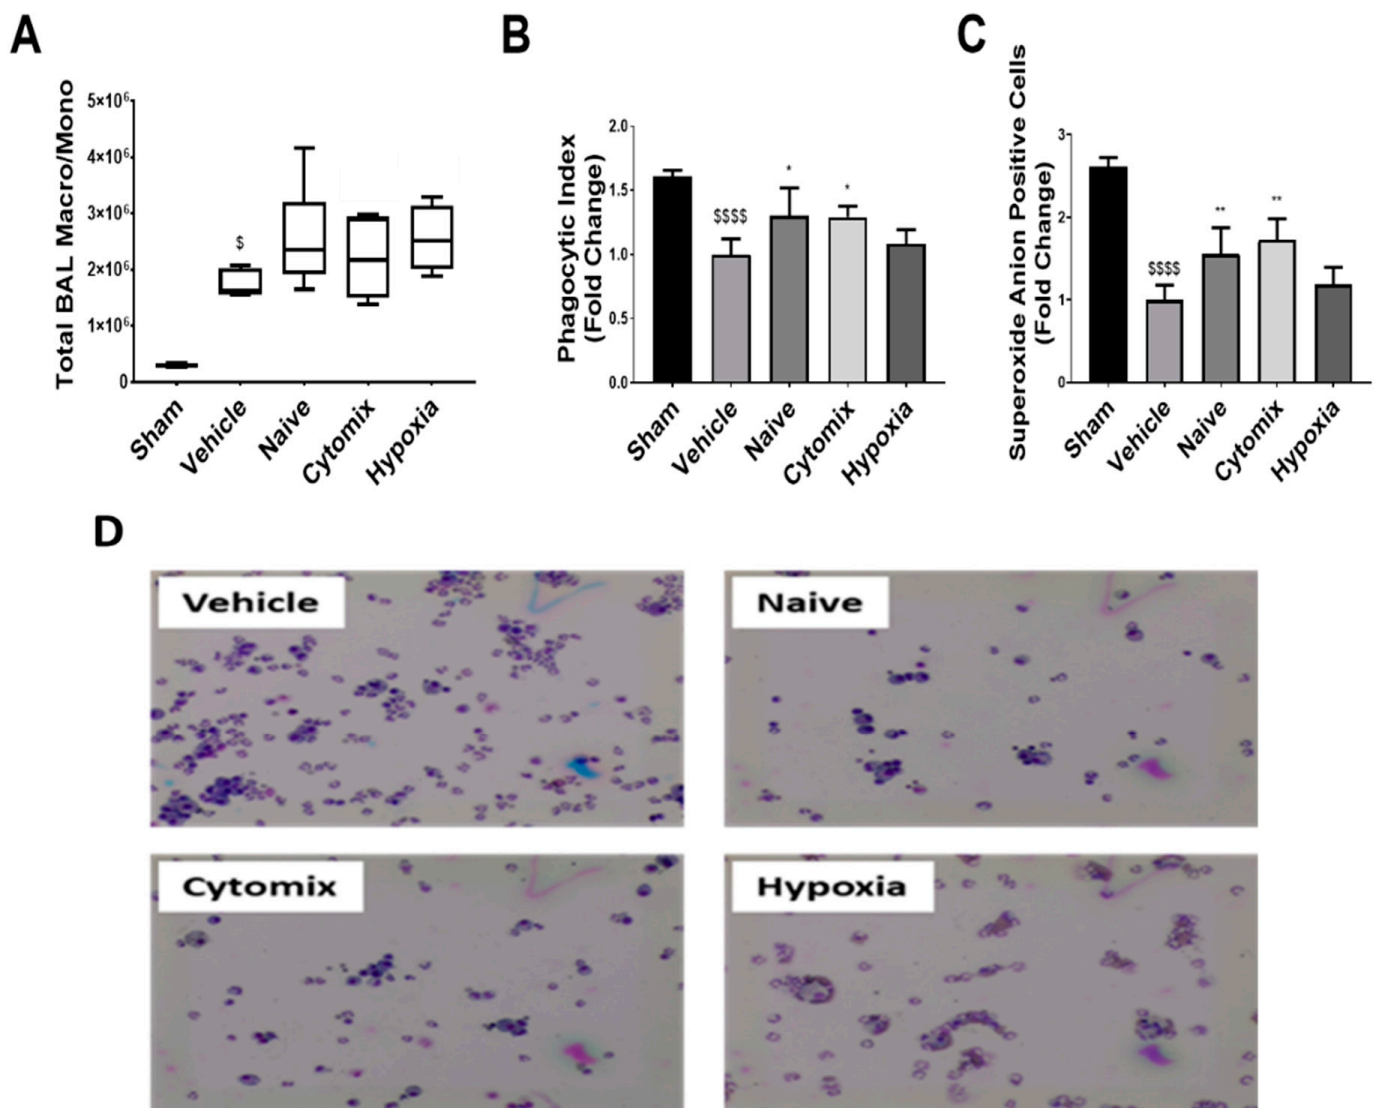 A
B
C
Total BAL Macro/Mono
5×10⁶
4×10⁶
3×10⁶
2×10⁶
1×10⁶
0
$
Sham
Vehicle
Naive
Cytomix
Hypoxia
Phagocytic Index
(Fold Change)
2.0
1.5
1.0
0.5
0.0
$$$$
*
*
Sham
Vehicle
Naive
Cytomix
Hypoxia
Superoxide Anion Positive Cells
(Fold Change)
3
2
1
0
$$$$
**
**
Sham
Vehicle
Naive
Cytomix
Hypoxia
D
Vehicle
Naive
Cytomix
Hypoxia